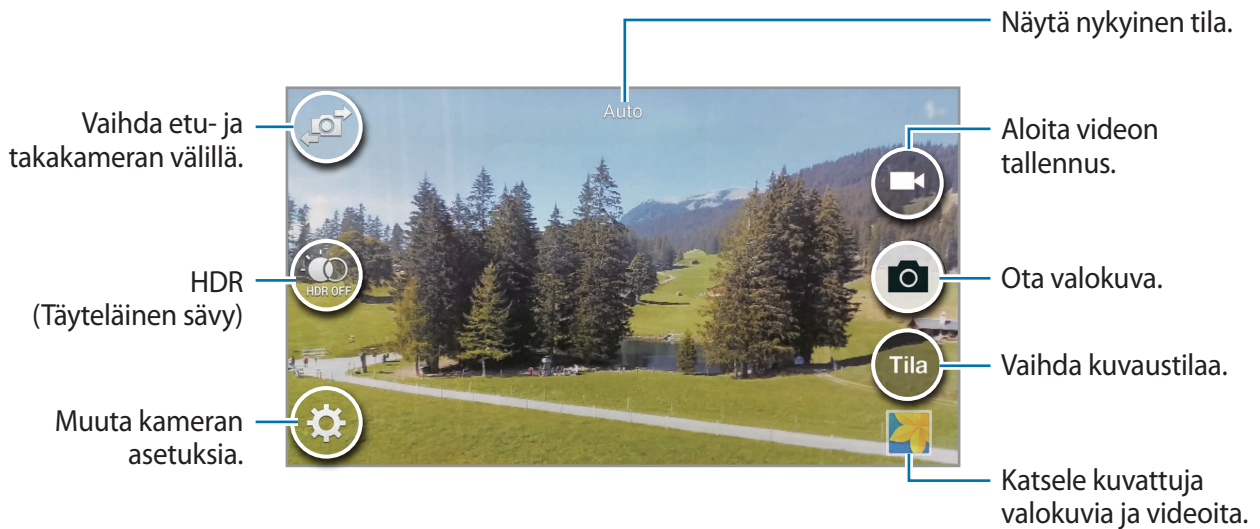 Näytä nykyinen tila.
Vaihda etu- ja
takakameran välillä.
Auto
Aloita videon
tallennus.
HDR
(Täyteläinen sävy)
HDR OFF
Ota valokuva.
Tila
Vaihda kuvaustilaa.
Muuta kameran
asetuksia.
Katsele kuvattuja
valokuvia ja videoita.